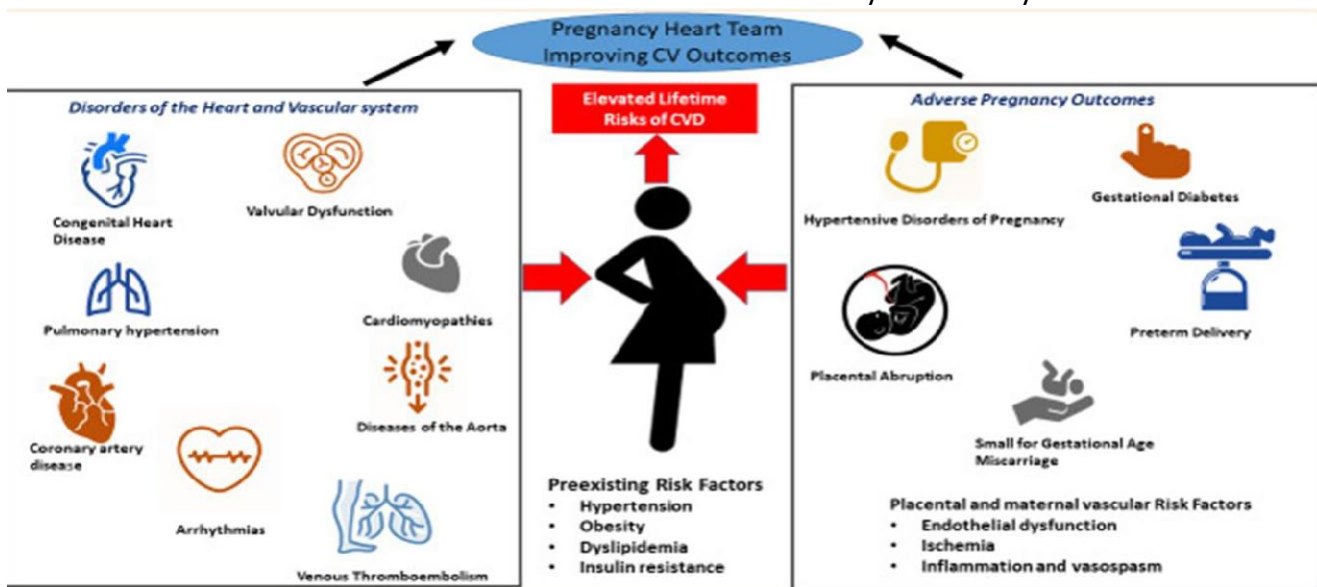 Pregnancy Heart Team
Improving CV Outcomes
Disorders of the Heart and Vascular system
Congenital Heart
Disease
Valvular Dysfunction
Pulmonary hypertension
Cardiomyopathies
Coronary artery
disease
Diseases of the Aorta
Arrhythmias
Venous Thromboembolism
Elevated Lifetime
Risks of CVD
Preexisting Risk Factors
• Hypertension
• Obesity
• Dyslipidemia
• Insulin resistance
Adverse Pregnancy Outcomes
Hypertensive Disorders of Pregnancy
Gestational Diabetes
Placental Abruption
Preterm Delivery
Small for Gestational Age
Miscarriage
Placental and maternal vascular Risk Factors
• Endothelial dysfunction
• Ischemia
• Inflammation and vasospasm